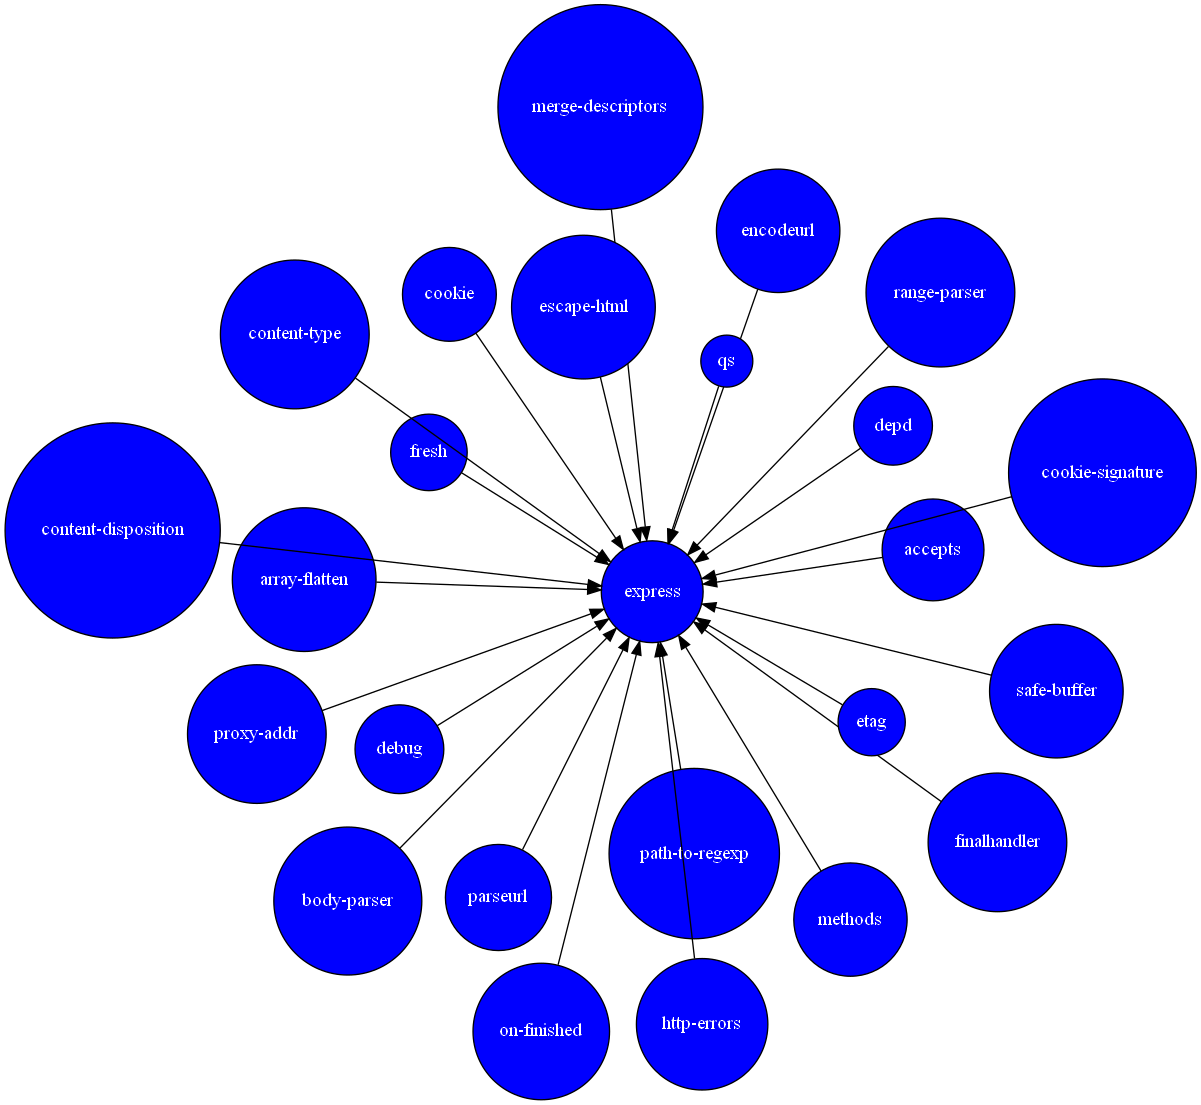 merge-descriptors
encodeurl
cookie
range-parser
escape-html
content-type
qs
depd
fresh
cookie-signature
content-disposition
accepts
array-flatten
express
safe-buffer
etag
proxy-addr
debug
finalhandler
path-to-regexp
parseurl
body-parser
methods
http-errors
on-finished